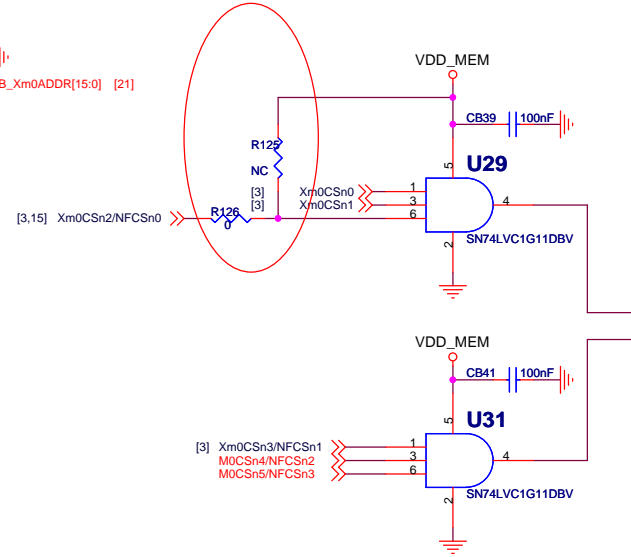 VDD_MEM
B_Xm0ADDR[15:0] [21]
CB39 100nF
R125
NC
5
U29
[3] Xm0CSn0 1
[3] Xm0CSn1 3
4
[3,15] Xm0CSn2/NFCSn0
R126
0
6
2
SN74LVC1G11DBV
VDD_MEM
CB41 100nF
5
U31
[3] Xm0CSn3/NFCSn1 1
M0CSn4/NFCSn2 3
4
M0CSn5/NFCSn3 6
2
SN74LVC1G11DBV